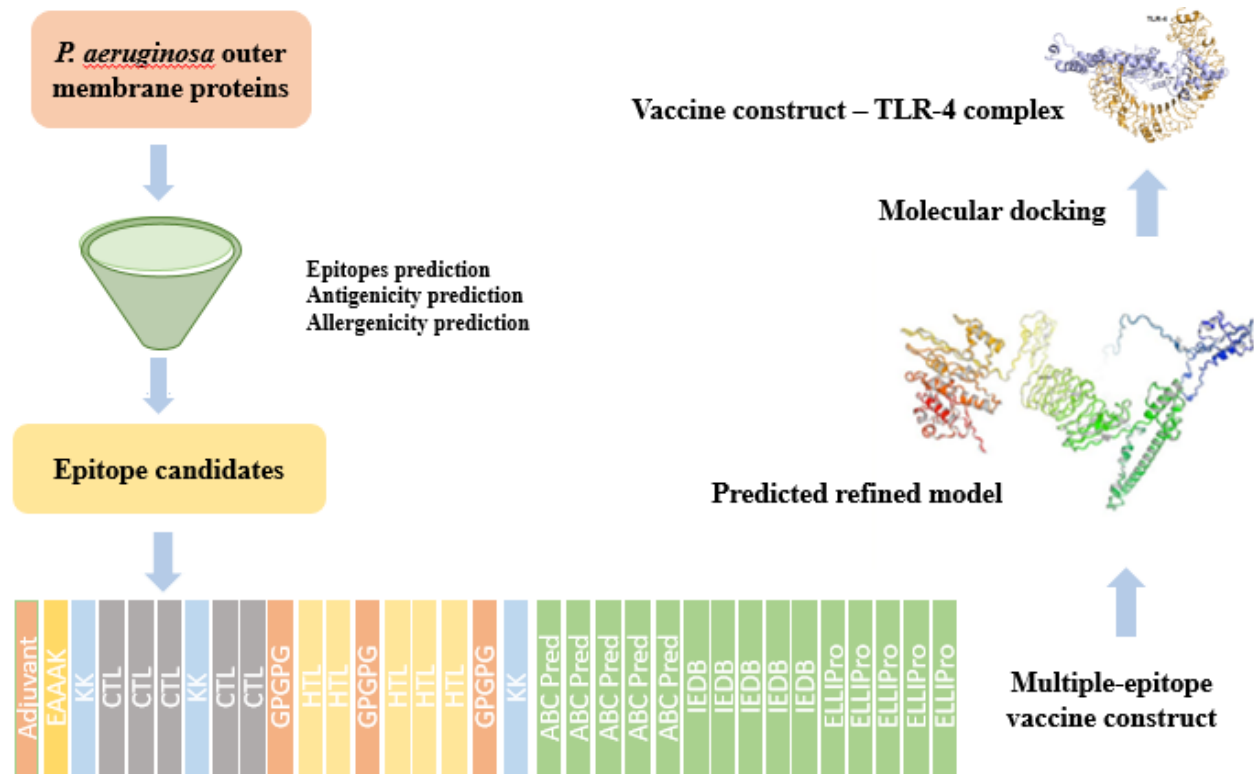 P. aeruginosa outer
membrane proteins
Epitopes prediction
Antigenicity prediction
Allergenicity prediction
Epitope candidates
Adjuvant
EAAAK
KK
CTL
CTL
CTL
KK
CTL
CTL
GPGPG
HTL
HTL
GPGPG
HTL
HTL
HTL
GPGPG
KK
ABC Pred
ABC Pred
ABC Pred
ABC Pred
ABC Pred
IEDB
IEDB
IEDB
IEDB
IEDB
ELLIPro
ELLIPro
ELLIPro
ELLIPro
ELLIPro
Multiple-epitope
vaccine construct
Predicted refined model
Molecular docking
Vaccine construct – TLR-4 complex
TLR-4